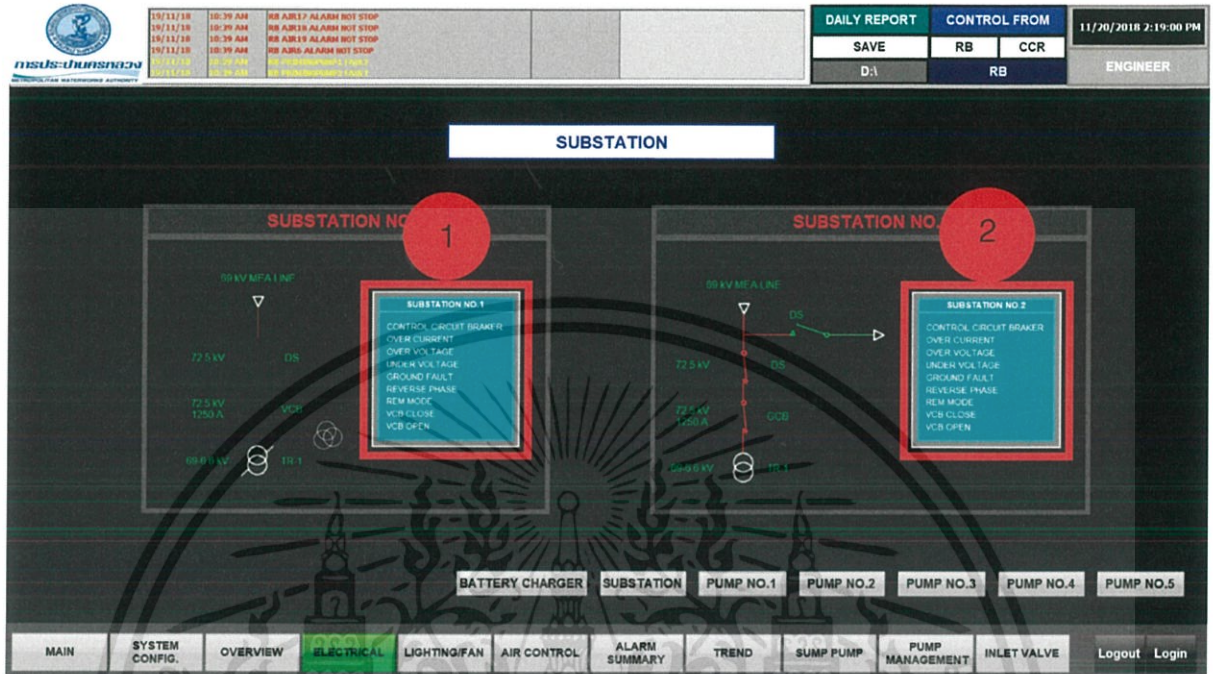 การประปานครหลวง
METROPOLITAN WATERWORKS AUTHORITY
19/11/18 10:39 AM RB AIR17 ALARM NOT STOP
19/11/18 10:39 AM RB AIR18 ALARM NOT STOP
19/11/18 10:39 AM RB AIR19 ALARM NOT STOP
19/11/18 10:39 AM RB AIR6 ALARM NOT STOP
DAILY REPORT
SAVE
D:\
CONTROL FROM
RB CCR
RB
11/20/2018 2:19:00 PM
ENGINEER
SUBSTATION
SUBSTATION NO
1
69 kV MEA LINE
72.5 kV DS
72.5 kV
1250 A
VCB
69-6.6 kV TR-1
SUBSTATION NO.1
CONTROL CIRCUIT BRAKER
OVER CURRENT
OVER VOLTAGE
UNDER VOLTAGE
GROUND FAULT
REVERSE PHASE
REM MODE
VCB CLOSE
VCB OPEN
SUBSTATION NO.
2
69 kV MEA LINE
DS
72.5 kV DS
72.5 kV
1250 A
GCB
69-6.6 kV TR-1
SUBSTATION NO.2
CONTROL CIRCUIT BRAKER
OVER CURRENT
OVER VOLTAGE
UNDER VOLTAGE
GROUND FAULT
REVERSE PHASE
REM MODE
VCB CLOSE
VCB OPEN
BATTERY CHARGER
SUBSTATION
PUMP NO.1
PUMP NO.2
PUMP NO.3
PUMP NO.4
PUMP NO.5
MAIN
SYSTEM
CONFIG.
OVERVIEW
ELECTRICAL
LIGHTING/FAN
AIR CONTROL
ALARM
SUMMARY
TREND
SUMP PUMP
PUMP
MANAGEMENT
INLET VALVE
Logout
Login